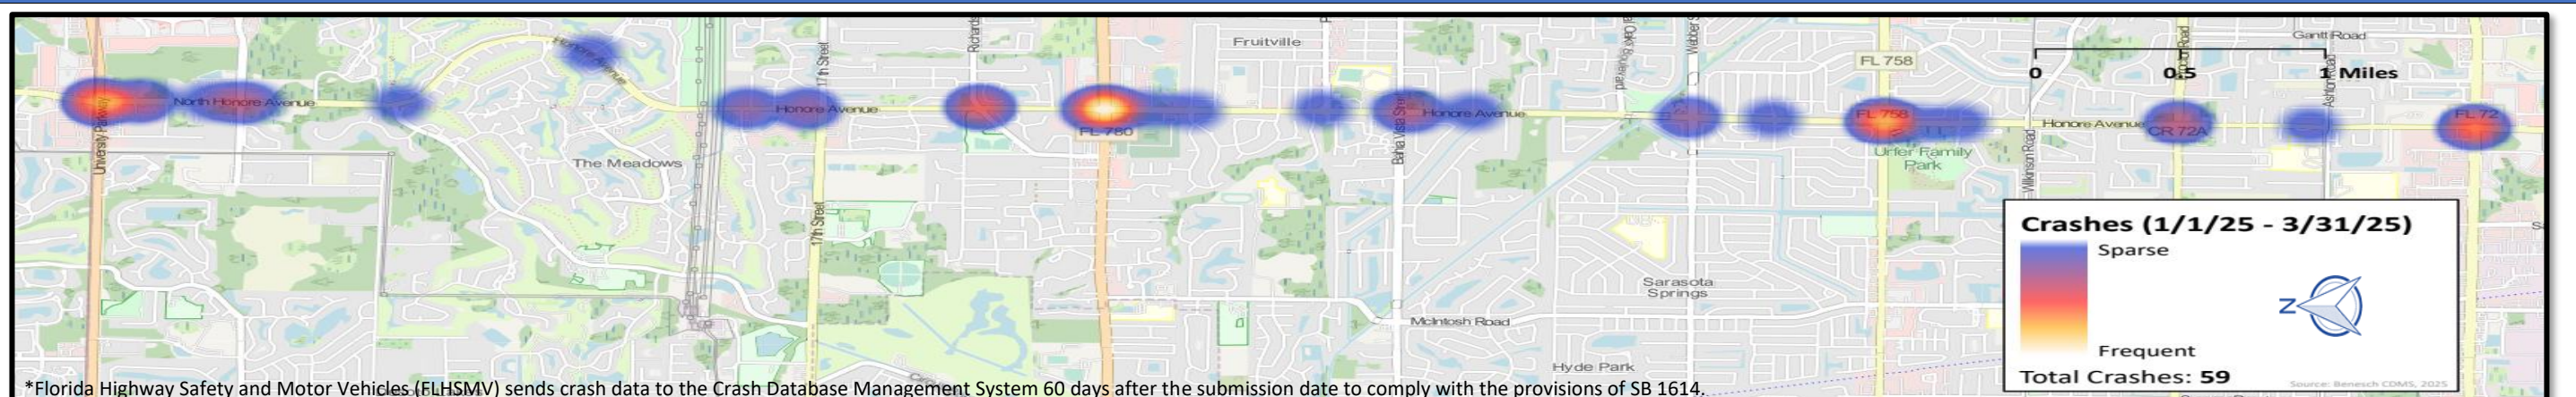 Fruitville
Gantt Road
FL 758
0 0.5 1 Miles
Honore Avenue
North Honore Avenue
Honore Avenue
Honore Avenue
Honore Avenue
FL 758
FL 72
CR 72A
FL 780
17th Street
University Parkway
Bahia Vista Street
Wilkinson Road
The Meadows
Urfer Family
Park
17th Street
Crashes (1/1/25 - 3/31/25)
Sparse
Frequent
Total Crashes: 59
Source: Benesch CDMS, 2025
Z
Sarasota
Springs
McIntosh Road
Hyde Park
*Florida Highway Safety and Motor Vehicles (FLHSMV) sends crash data to the Crash Database Management System 60 days after the submission date to comply with the provisions of SB 1614.